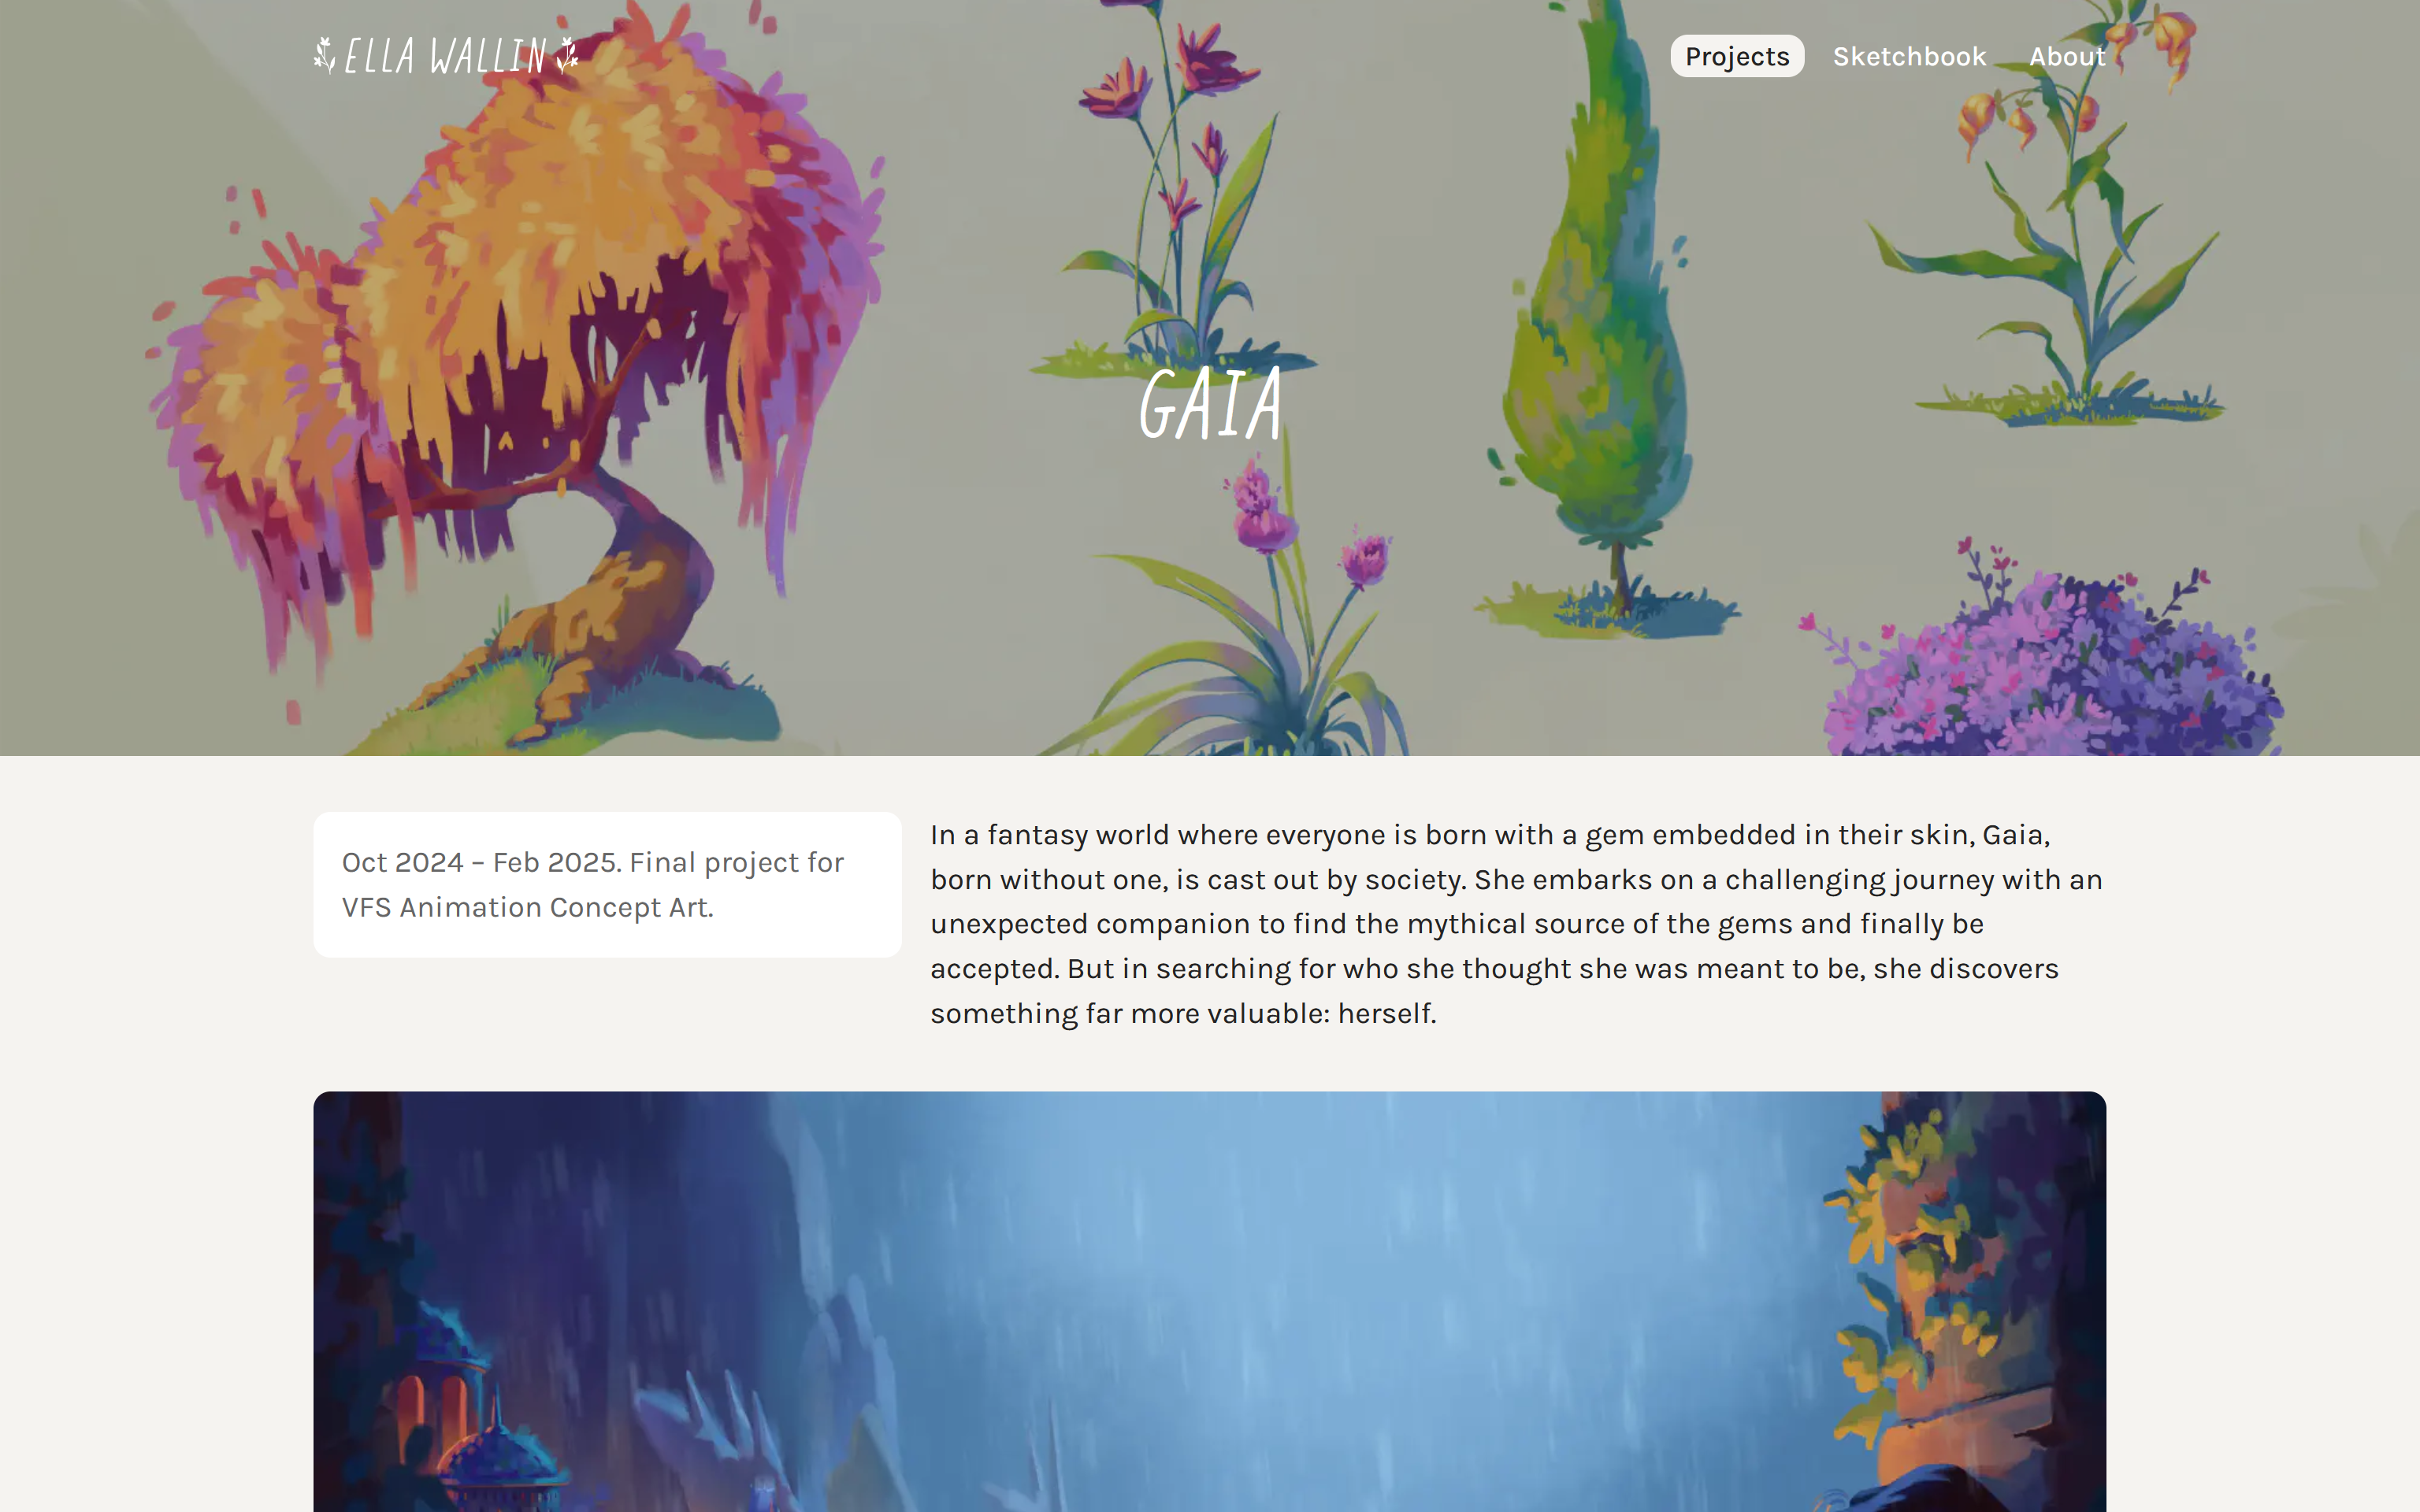 ELLA WALLIN
Projects
Sketchbook
About
GAIA
Oct 2024 – Feb 2025. Final project for
VFS Animation Concept Art.
In a fantasy world where everyone is born with a gem embedded in their skin, Gaia,
born without one, is cast out by society. She embarks on a challenging journey with an
unexpected companion to find the mythical source of the gems and finally be
accepted. But in searching for who she thought she was meant to be, she discovers
something far more valuable: herself.